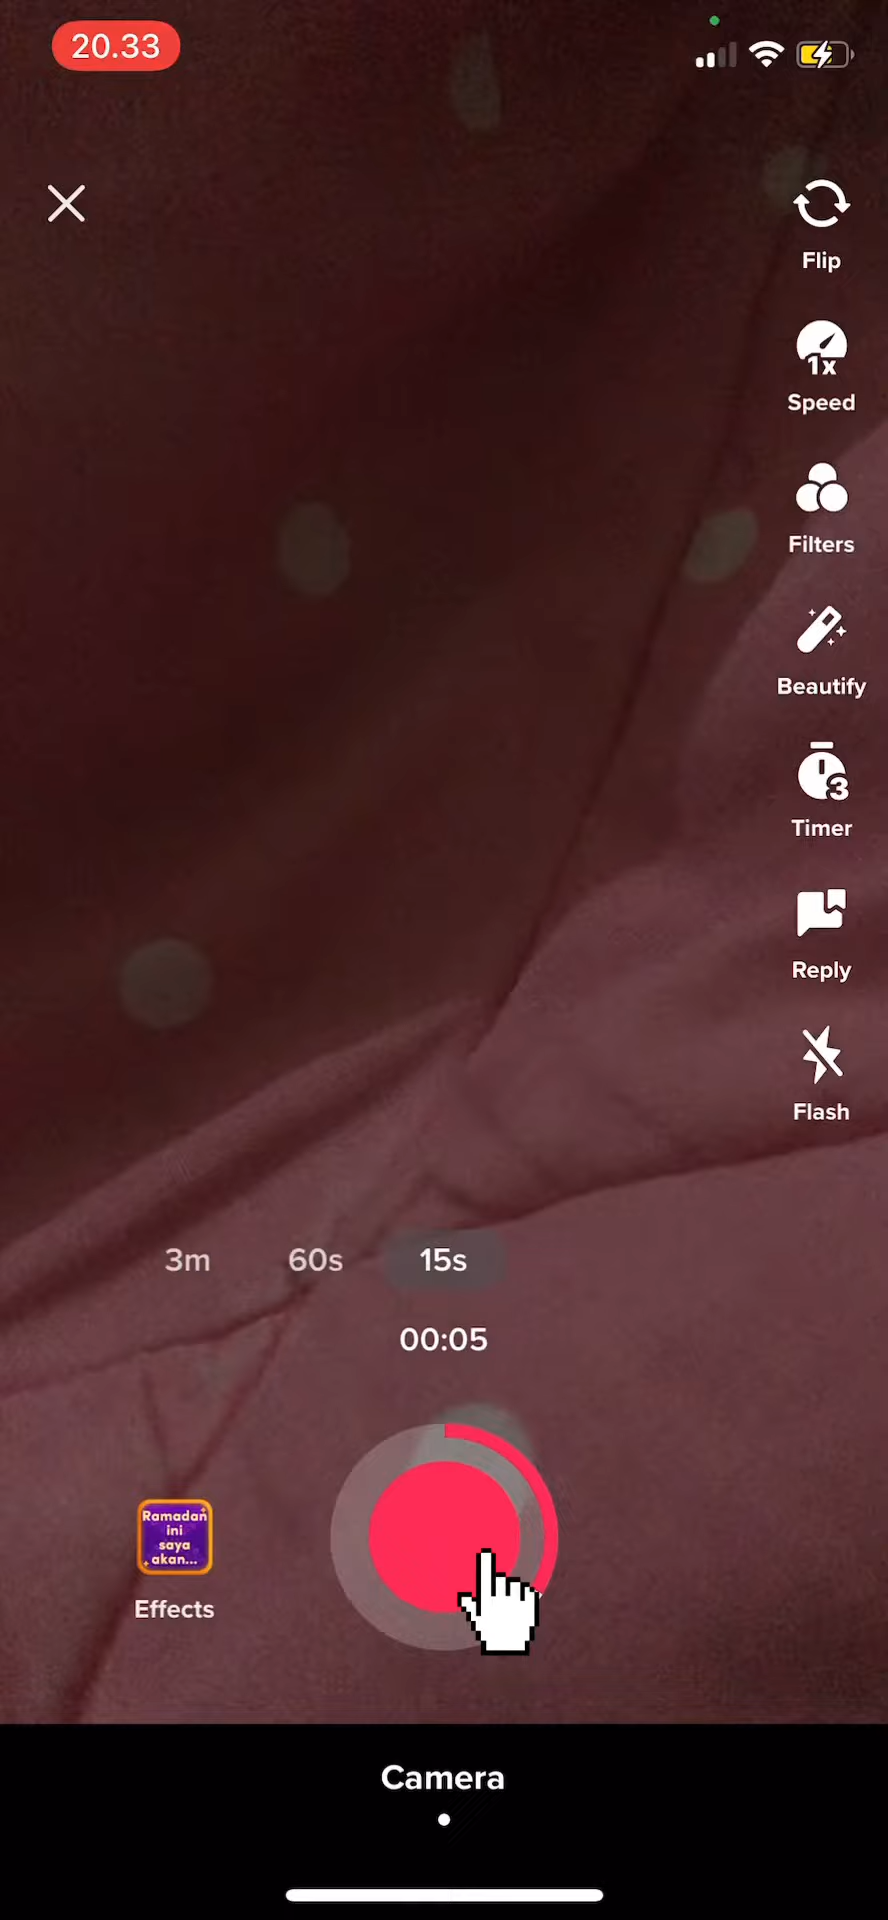 20.33
Flip
1x
Speed
Filters
Beautify
3
Timer
Reply
Flash
3m 60s 15s
00:05
Ramadan
ini
saya
akan...
Effects
Camera